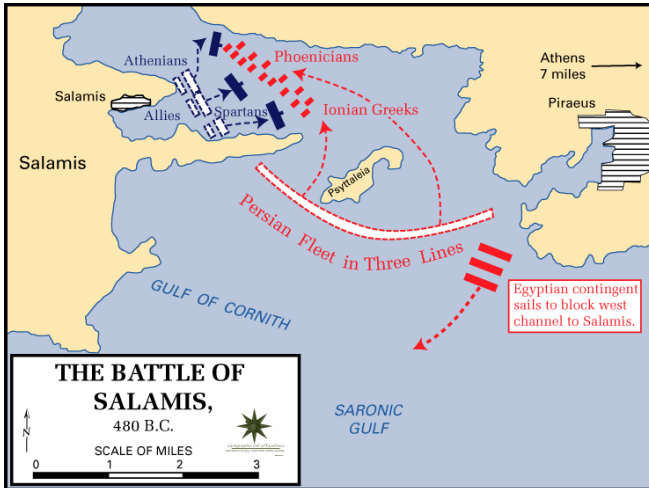 Athenians
Phoenicians
Athens
7 miles
Piraeus
Salamis
Allies
Spartans
Ionian Greeks
Salamis
Psyttaleia
Persian Fleet in Three Lines
Egyptian contingent
sails to block west
channel to Salamis.
GULF OF CORNITH
SARONIC
GULF
THE BATTLE OF
SALAMIS,
480 B.C.
N
SCALE OF MILES
0 1 2 3